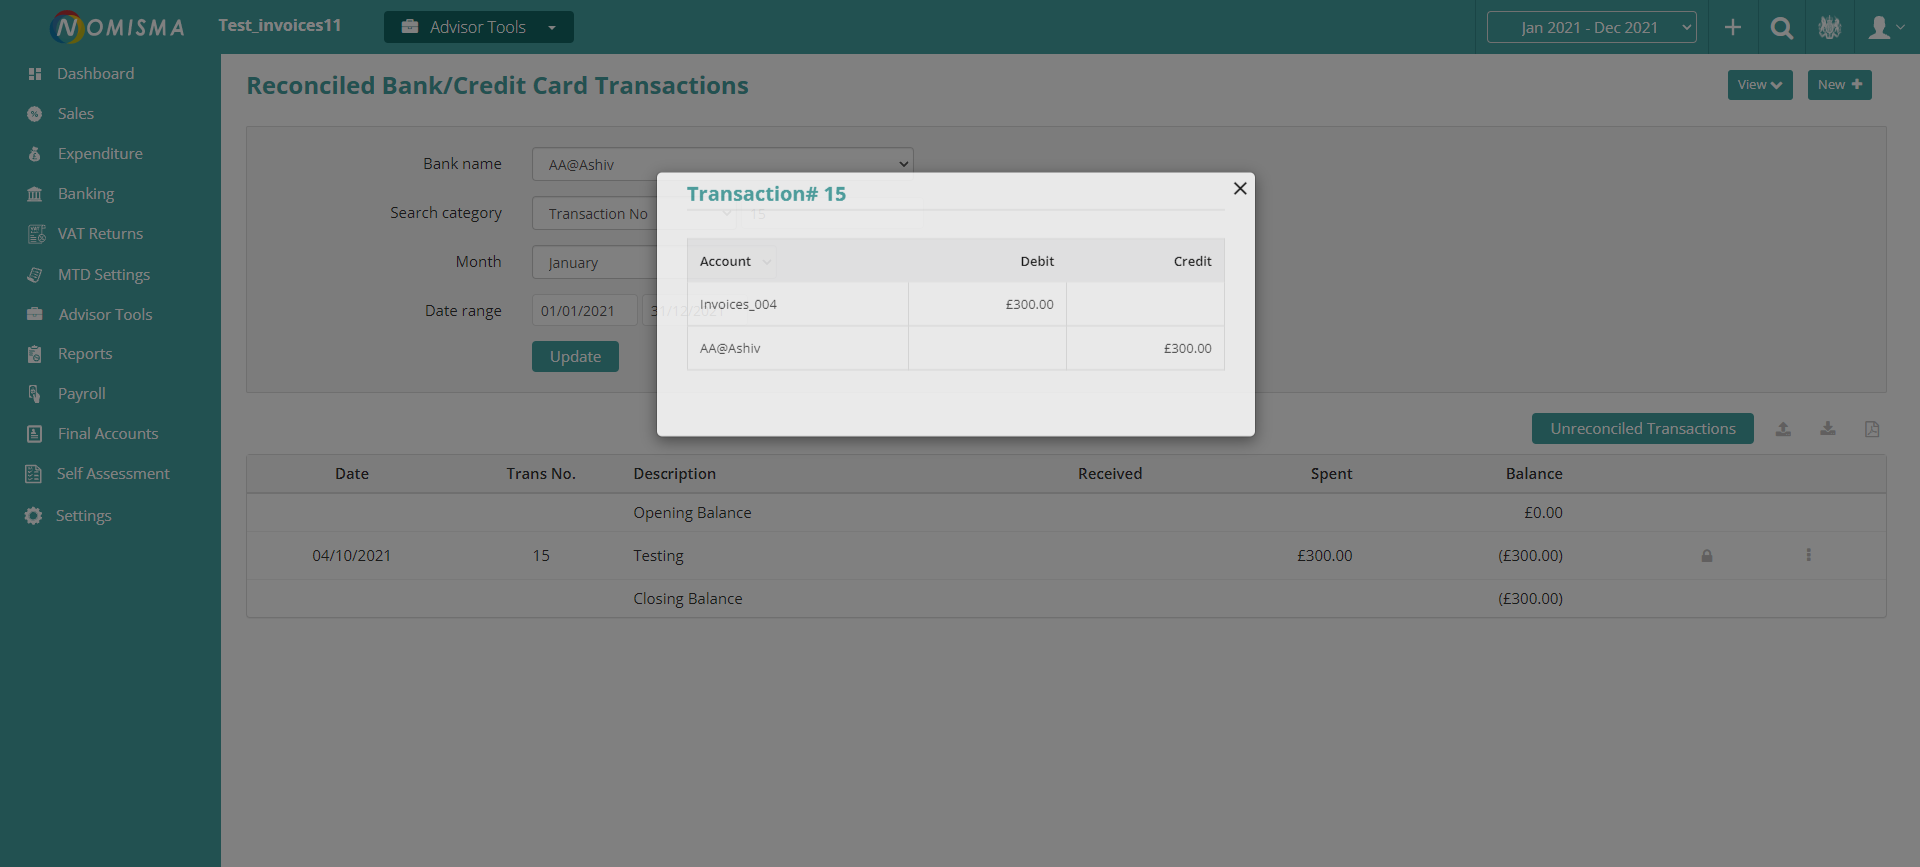 NOMISMA
Test_invoices11
Advisor Tools
Jan 2021 - Dec 2021
Dashboard
Sales
Expenditure
Banking
VAT Returns
MTD Settings
Advisor Tools
Reports
Payroll
Final Accounts
Self Assessment
Settings
Reconciled Bank/Credit Card Transactions
View
New
Bank name
AA@Ashiv
Search category
Transaction No
15
Month
January
Date range
01/01/2021
31/12/2021
Update
Transaction# 15
Account Debit Credit
Invoices_004 £300.00
AA@Ashiv £300.00
Unreconciled Transactions
Date Trans No. Description Received Spent Balance
Opening Balance £0.00
04/10/2021 15 Testing £300.00 (£300.00)
Closing Balance (£300.00)